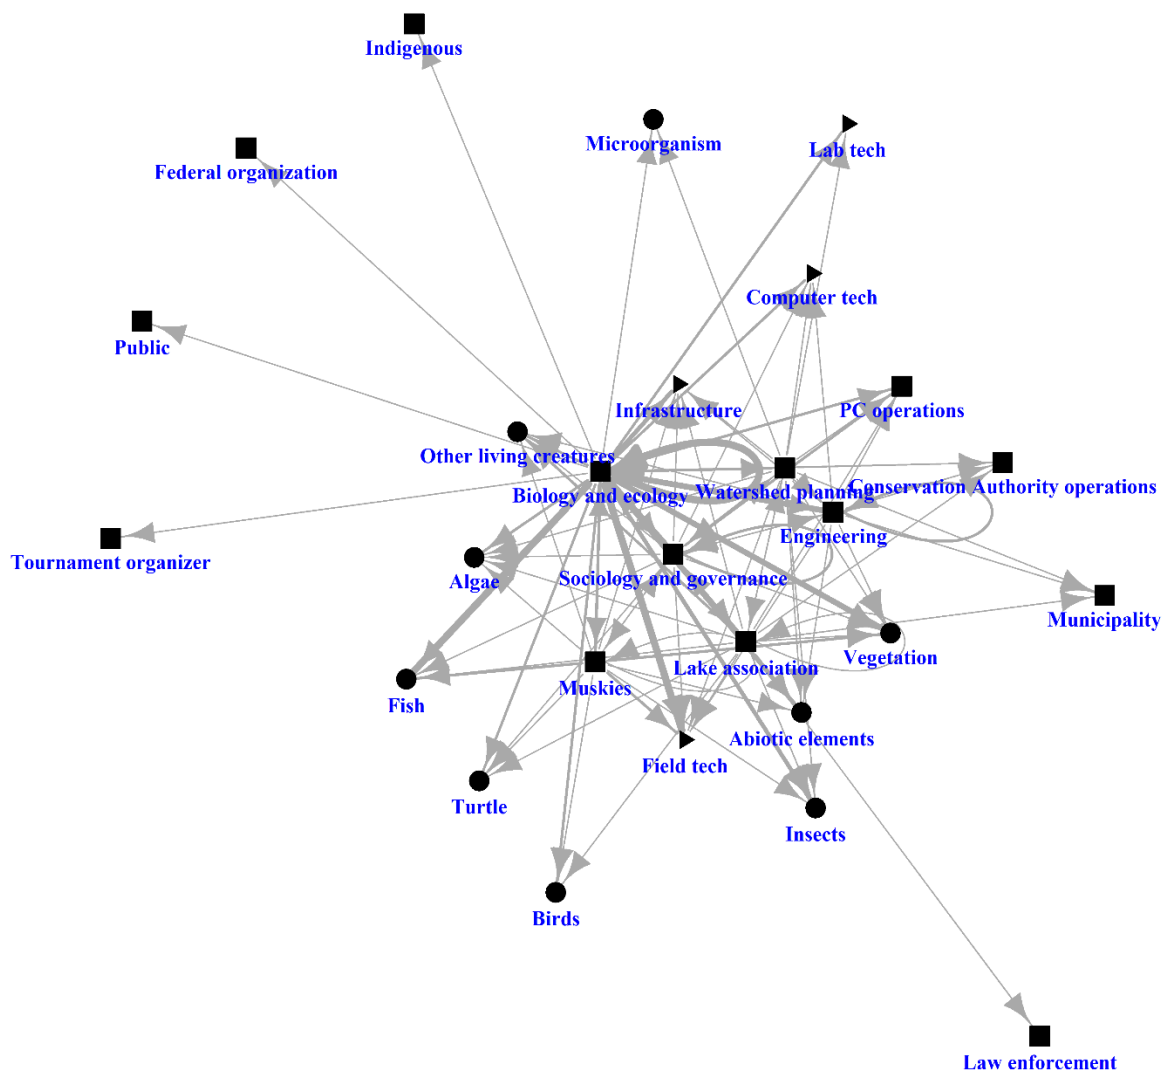 Indigenous
Microorganism
Lab tech
Federal organization
Computer tech
Public
Infrastructure
PC operations
Other living creatures
Biology and ecology
Watershed planning
Conservation Authority operations
Engineering
Tournament organizer
Algae
Sociology and governance
Municipality
Vegetation
Lake association
Muskies
Fish
Abiotic elements
Field tech
Turtle
Insects
Birds
Law enforcement